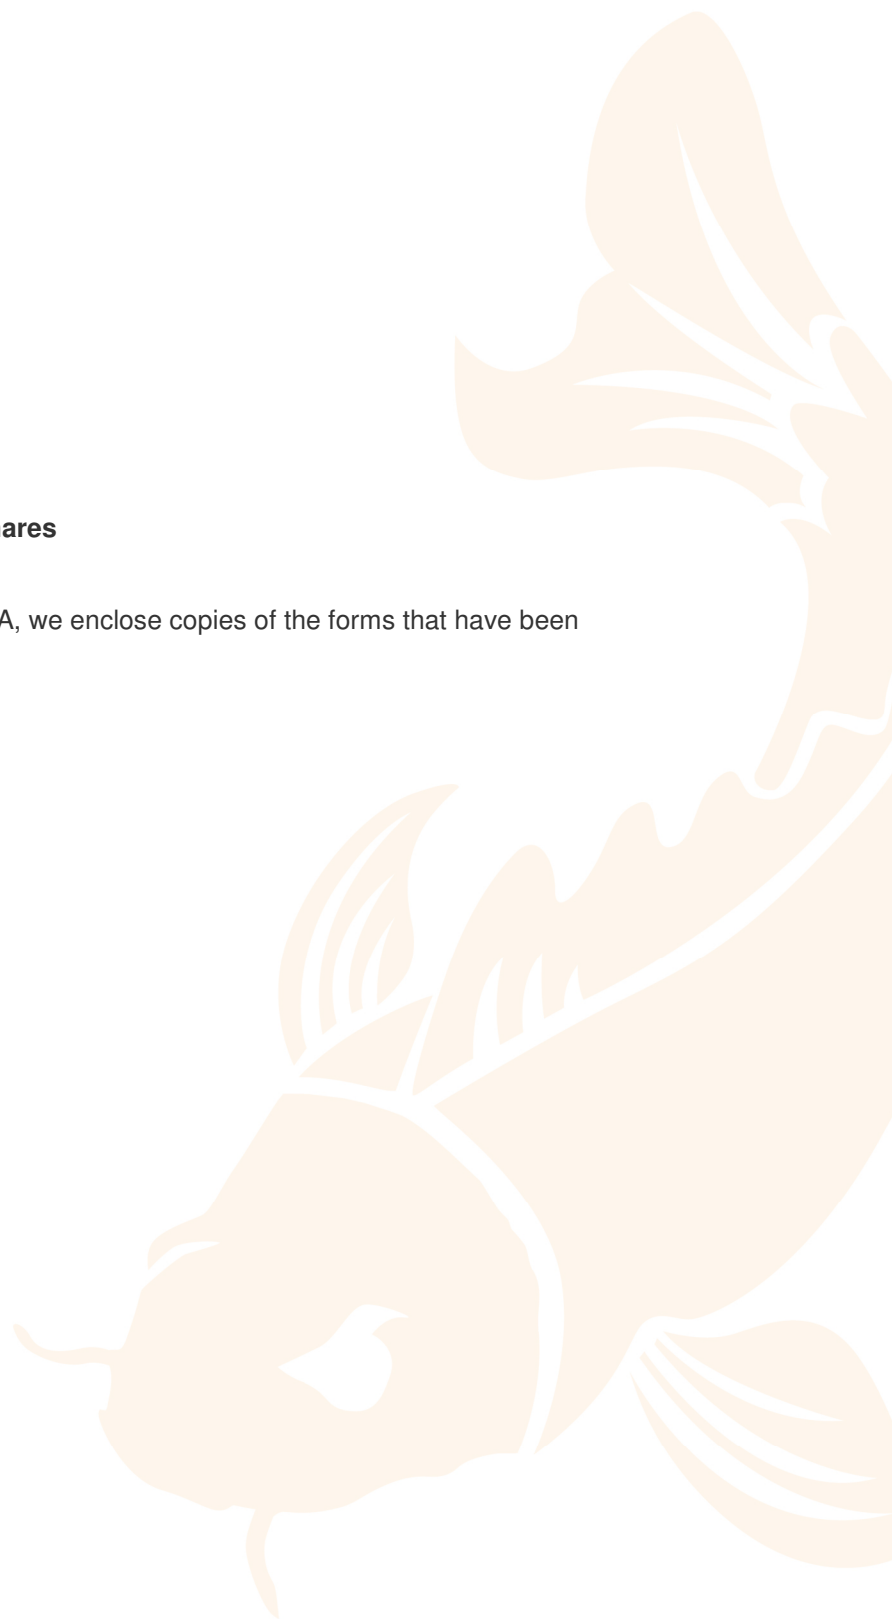 ares
A, we enclose copies of the forms that have been